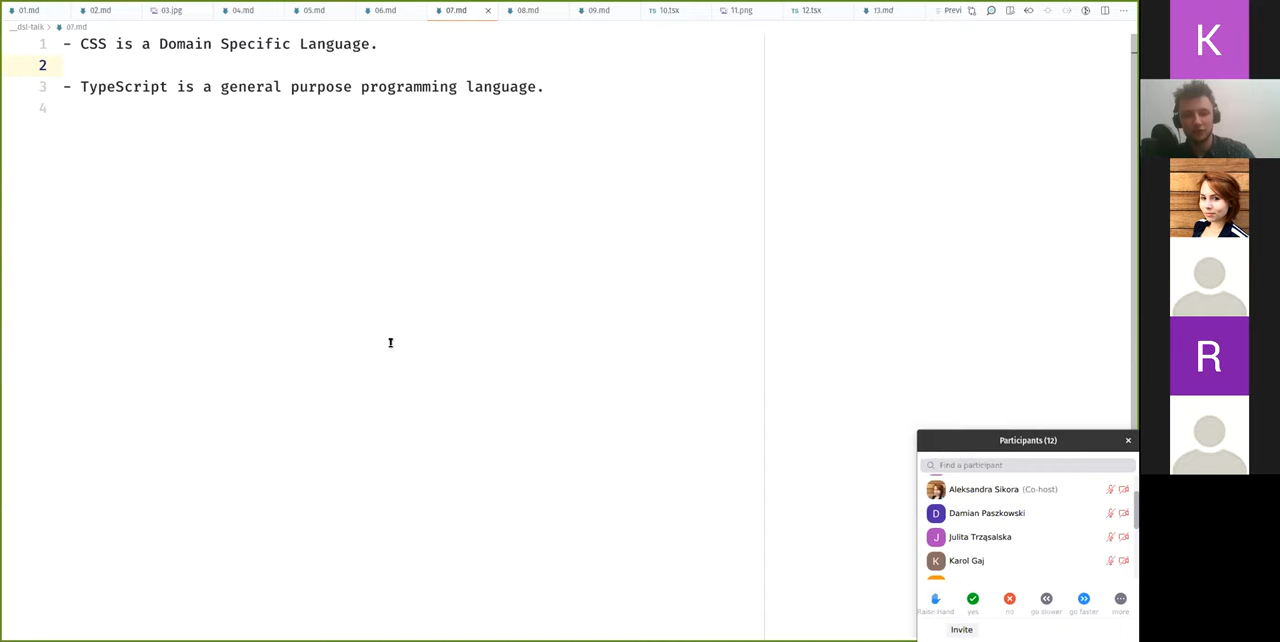 01.md 02.md 03.jpg 04.md 05.md 06.md 07.md 08.md 09.md TS 10.tsx 11.png TS 12.tsx 13.md Previ
__dsl-talk > 07.md
1 - CSS is a Domain Specific Language.
2
3 - TypeScript is a general purpose programming language.
4
K
R
Participants (12)
Find a participant
Aleksandra Sikora (Co-host)
D Damian Paszkowski
J Julita Trząsalska
K Karol Gaj
Raise Hand yes no go slower go faster more
Invite